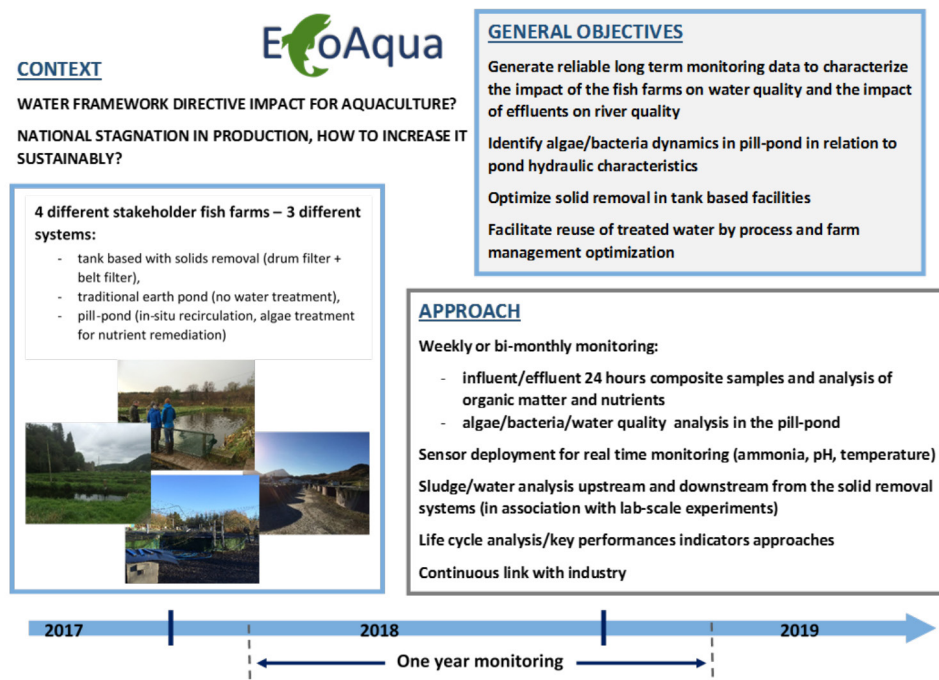 EcoAqua
CONTEXT
WATER FRAMEWORK DIRECTIVE IMPACT FOR AQUACULTURE?
NATIONAL STAGNATION IN PRODUCTION, HOW TO INCREASE IT
SUSTAINABLY?
4 different stakeholder fish farms – 3 different
systems:
- tank based with solids removal (drum filter +
belt filter),
- traditional earth pond (no water treatment),
- pill-pond (in-situ recirculation, algae treatment
for nutrient remediation)
GENERAL OBJECTIVES
Generate reliable long term monitoring data to characterize
the impact of the fish farms on water quality and the impact
of effluents on river quality
Identify algae/bacteria dynamics in pill-pond in relation to
pond hydraulic characteristics
Optimize solid removal in tank based facilities
Facilitate reuse of treated water by process and farm
management optimization
APPROACH
Weekly or bi-monthly monitoring:
- influent/effluent 24 hours composite samples and analysis of
organic matter and nutrients
- algae/bacteria/water quality analysis in the pill-pond
Sensor deployment for real time monitoring (ammonia, pH, temperature)
Sludge/water analysis upstream and downstream from the solid removal
systems (in association with lab-scale experiments)
Life cycle analysis/key performances indicators approaches
Continuous link with industry
2017 2018 2019
One year monitoring